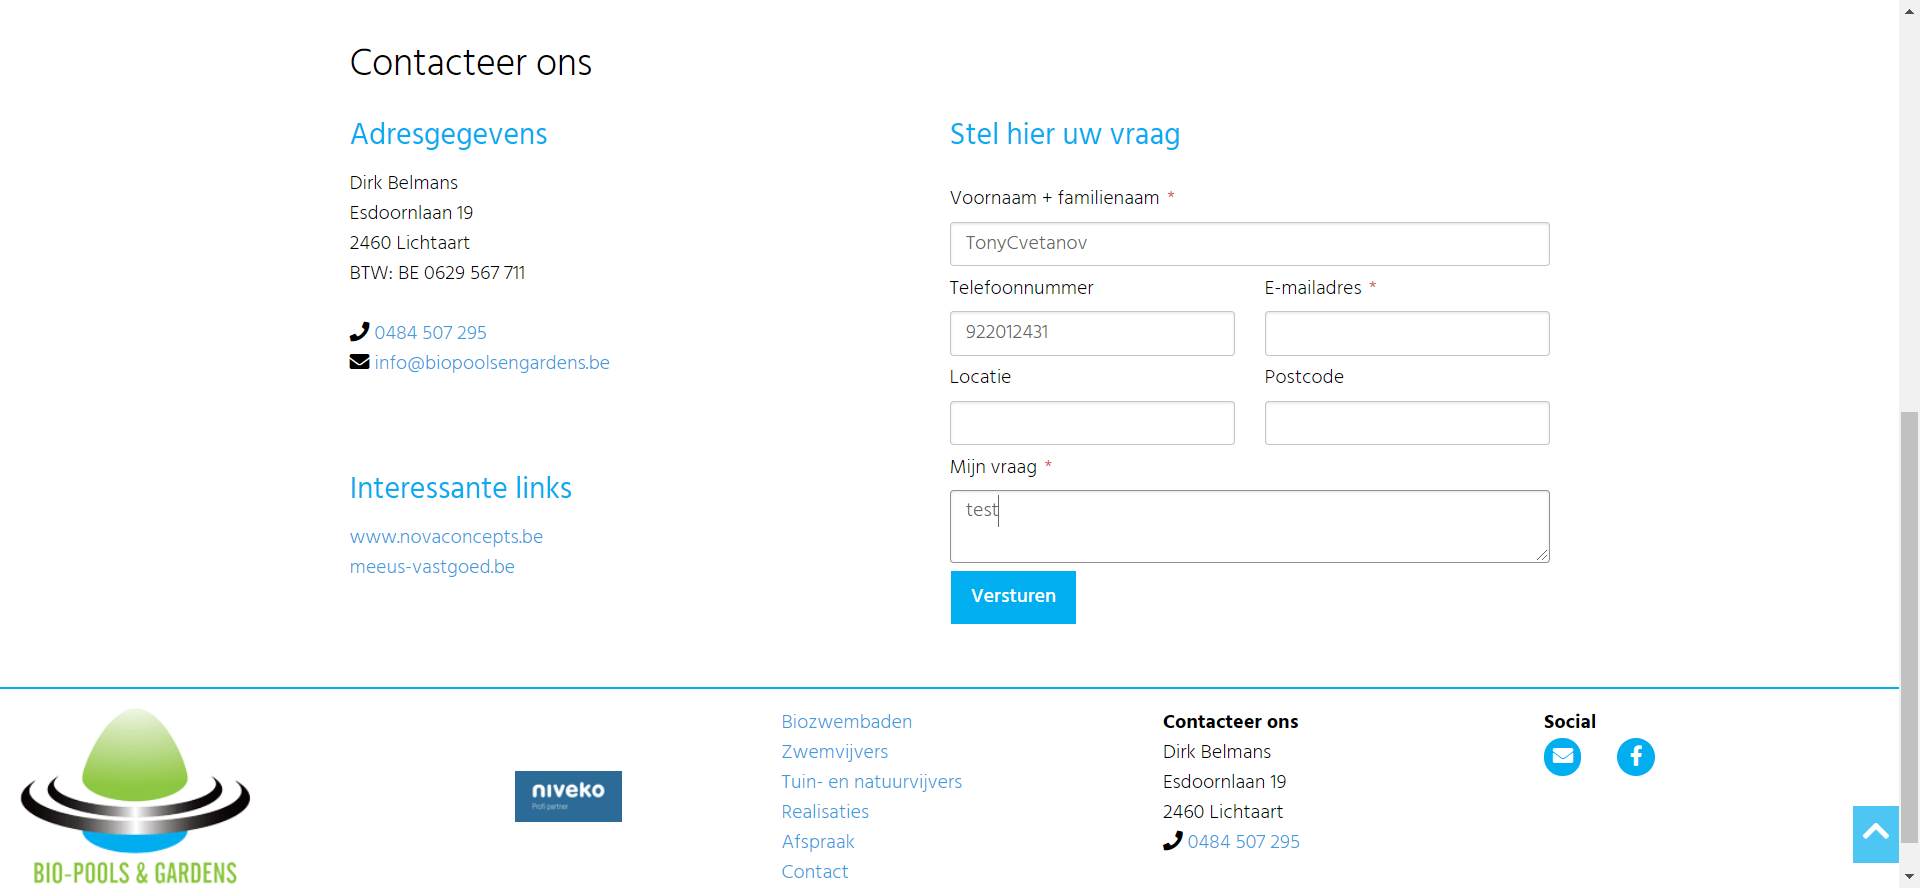 Contacteer ons
Adresgegevens
Dirk Belmans
Esdoornlaan 19
2460 Lichtaart
BTW: BE 0629 567 711
0484 507 295
info@biopoolsengardens.be
Interessante links
www.novaconcepts.be
meeus-vastgoed.be
Stel hier uw vraag
Voornaam + familienaam *
TonyCvetanov
Telefoonnummer
E-mailadres *
922012431
Locatie
Postcode
Mijn vraag *
test
Versturen
BIO-POOLS & GARDENS
niveko
Profi partner
Biozwembaden
Zwemvijvers
Tuin- en natuurvijvers
Realisaties
Afspraak
Contact
Contacteer ons
Dirk Belmans
Esdoornlaan 19
2460 Lichtaart
0484 507 295
Social